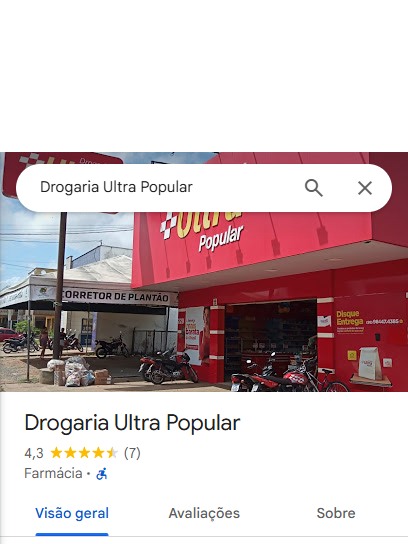 Drogaria Ultra Popular
Ultra
Popular
CORRETOR DE PLANTÃO
Disque
Entrega
Drogaria Ultra Popular
4,3 (7)
Farmácia ·
Visão geral
Avaliações
Sobre